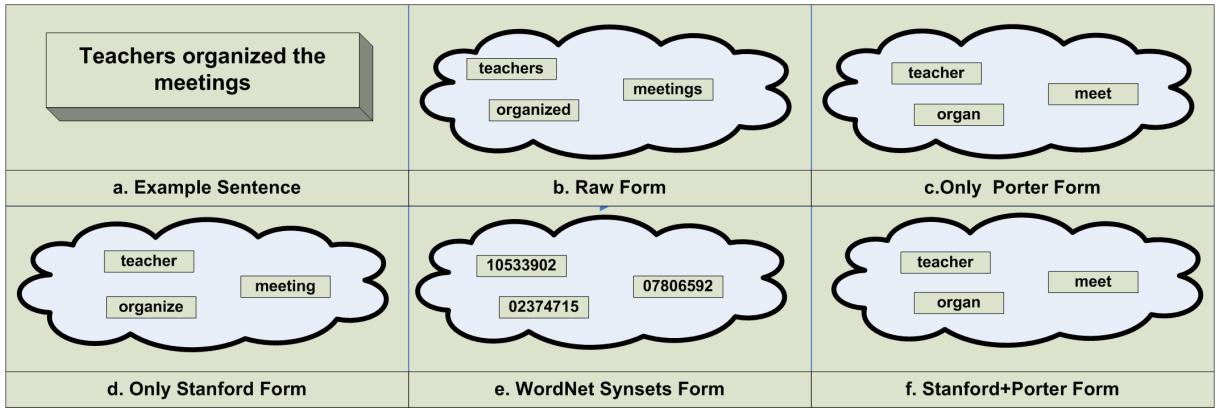 Teachers organized the
meetings
teachers
organized
meetings
teacher
organ
meet
a. Example Sentence
b. Raw Form
c.Only Porter Form
teacher
organize
meeting
10533902
02374715
07806592
teacher
organ
meet
d. Only Stanford Form
e. WordNet Synsets Form
f. Stanford+Porter Form